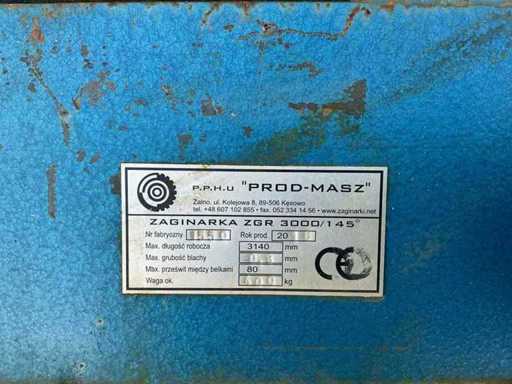 P.P.H.U "PROD-MASZ"
Żalno, ul. Kolejowa 8, 89-506 Kęsowo
tel. +48 607 102 855 • fax. 052 334 14 56 • www.zaginarki.net
ZAGINARKA ZGR 3000/145°
Nr fabryczny Rok prod. 20
Max. długość robocza 3140 mm
Max. grubość blachy mm
Max. prześwit między belkami 80 mm
Waga ok. kg
CE